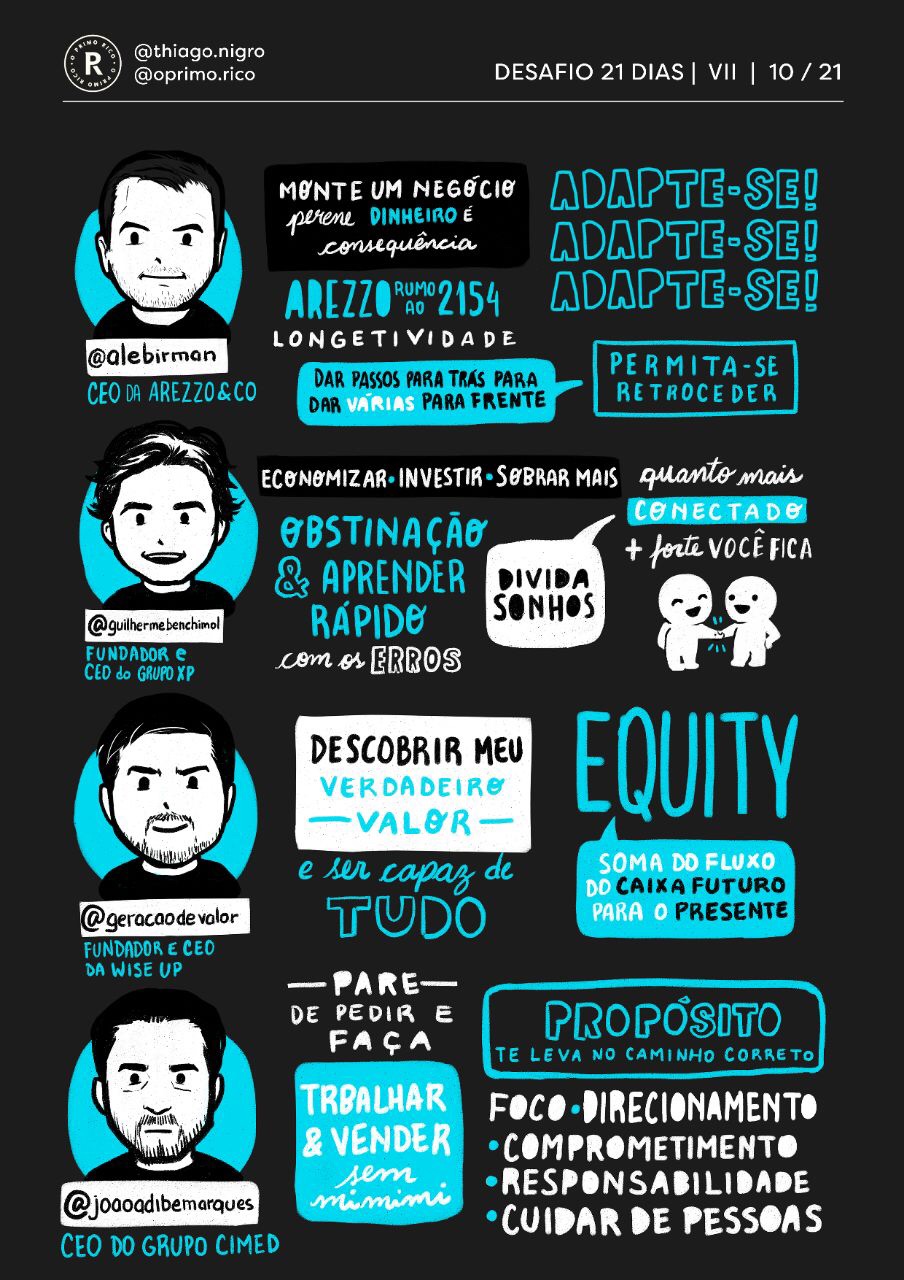 R
O PRIMO RICO • O PRIMO RICO •
@thiago.nigro
@oprimo.rico
DESAFIO 21 DIAS | VII | 10 / 21
@alebirman
CEO DA AREZZO & CO
MONTE UM NEGÓCIO
perene DINHEIRO É
consequência
AREZZO RUMO AO 2154
LONGETIVIDADE
ADAPTE-SE!
ADAPTE-SE!
ADAPTE-SE!
DAR PASSOS PARA TRÁS PARA
DAR VÁRIAS PARA FRENTE
PERMITA-SE
RETROCEDER
@guilhermebenchimol
FUNDADOR e
CEO do GRUPO XP
ECONOMIZAR • INVESTIR • SOBRAR MAIS
OBSTINAÇÃO
& APRENDER
RÁPIDO
com os ERROS
DIVIDA
SONHOS
quanto mais
CONECTADO
+ forte VOCÊ FICA
@geracaodevalor
FUNDADOR E CEO
DA WISE UP
DESCOBRIR MEU
VERDADEIRO
— VALOR —
e ser capaz de
TUDO
EQUITY
SOMA DO FLUXO
DO CAIXA FUTURO
PARA O PRESENTE
@joaoadibemarques
CEO DO GRUPO CIMED
— PARE —
DE PEDIR E
FAÇA
TRBALHAR
& VENDER
sem
mimimi
PROPÓSITO
TE LEVA NO CAMINHO CORRETO
FOCO • DIRECIONAMENTO
• COMPROMETIMENTO
• RESPONSABILIDADE
• CUIDAR DE PESSOAS